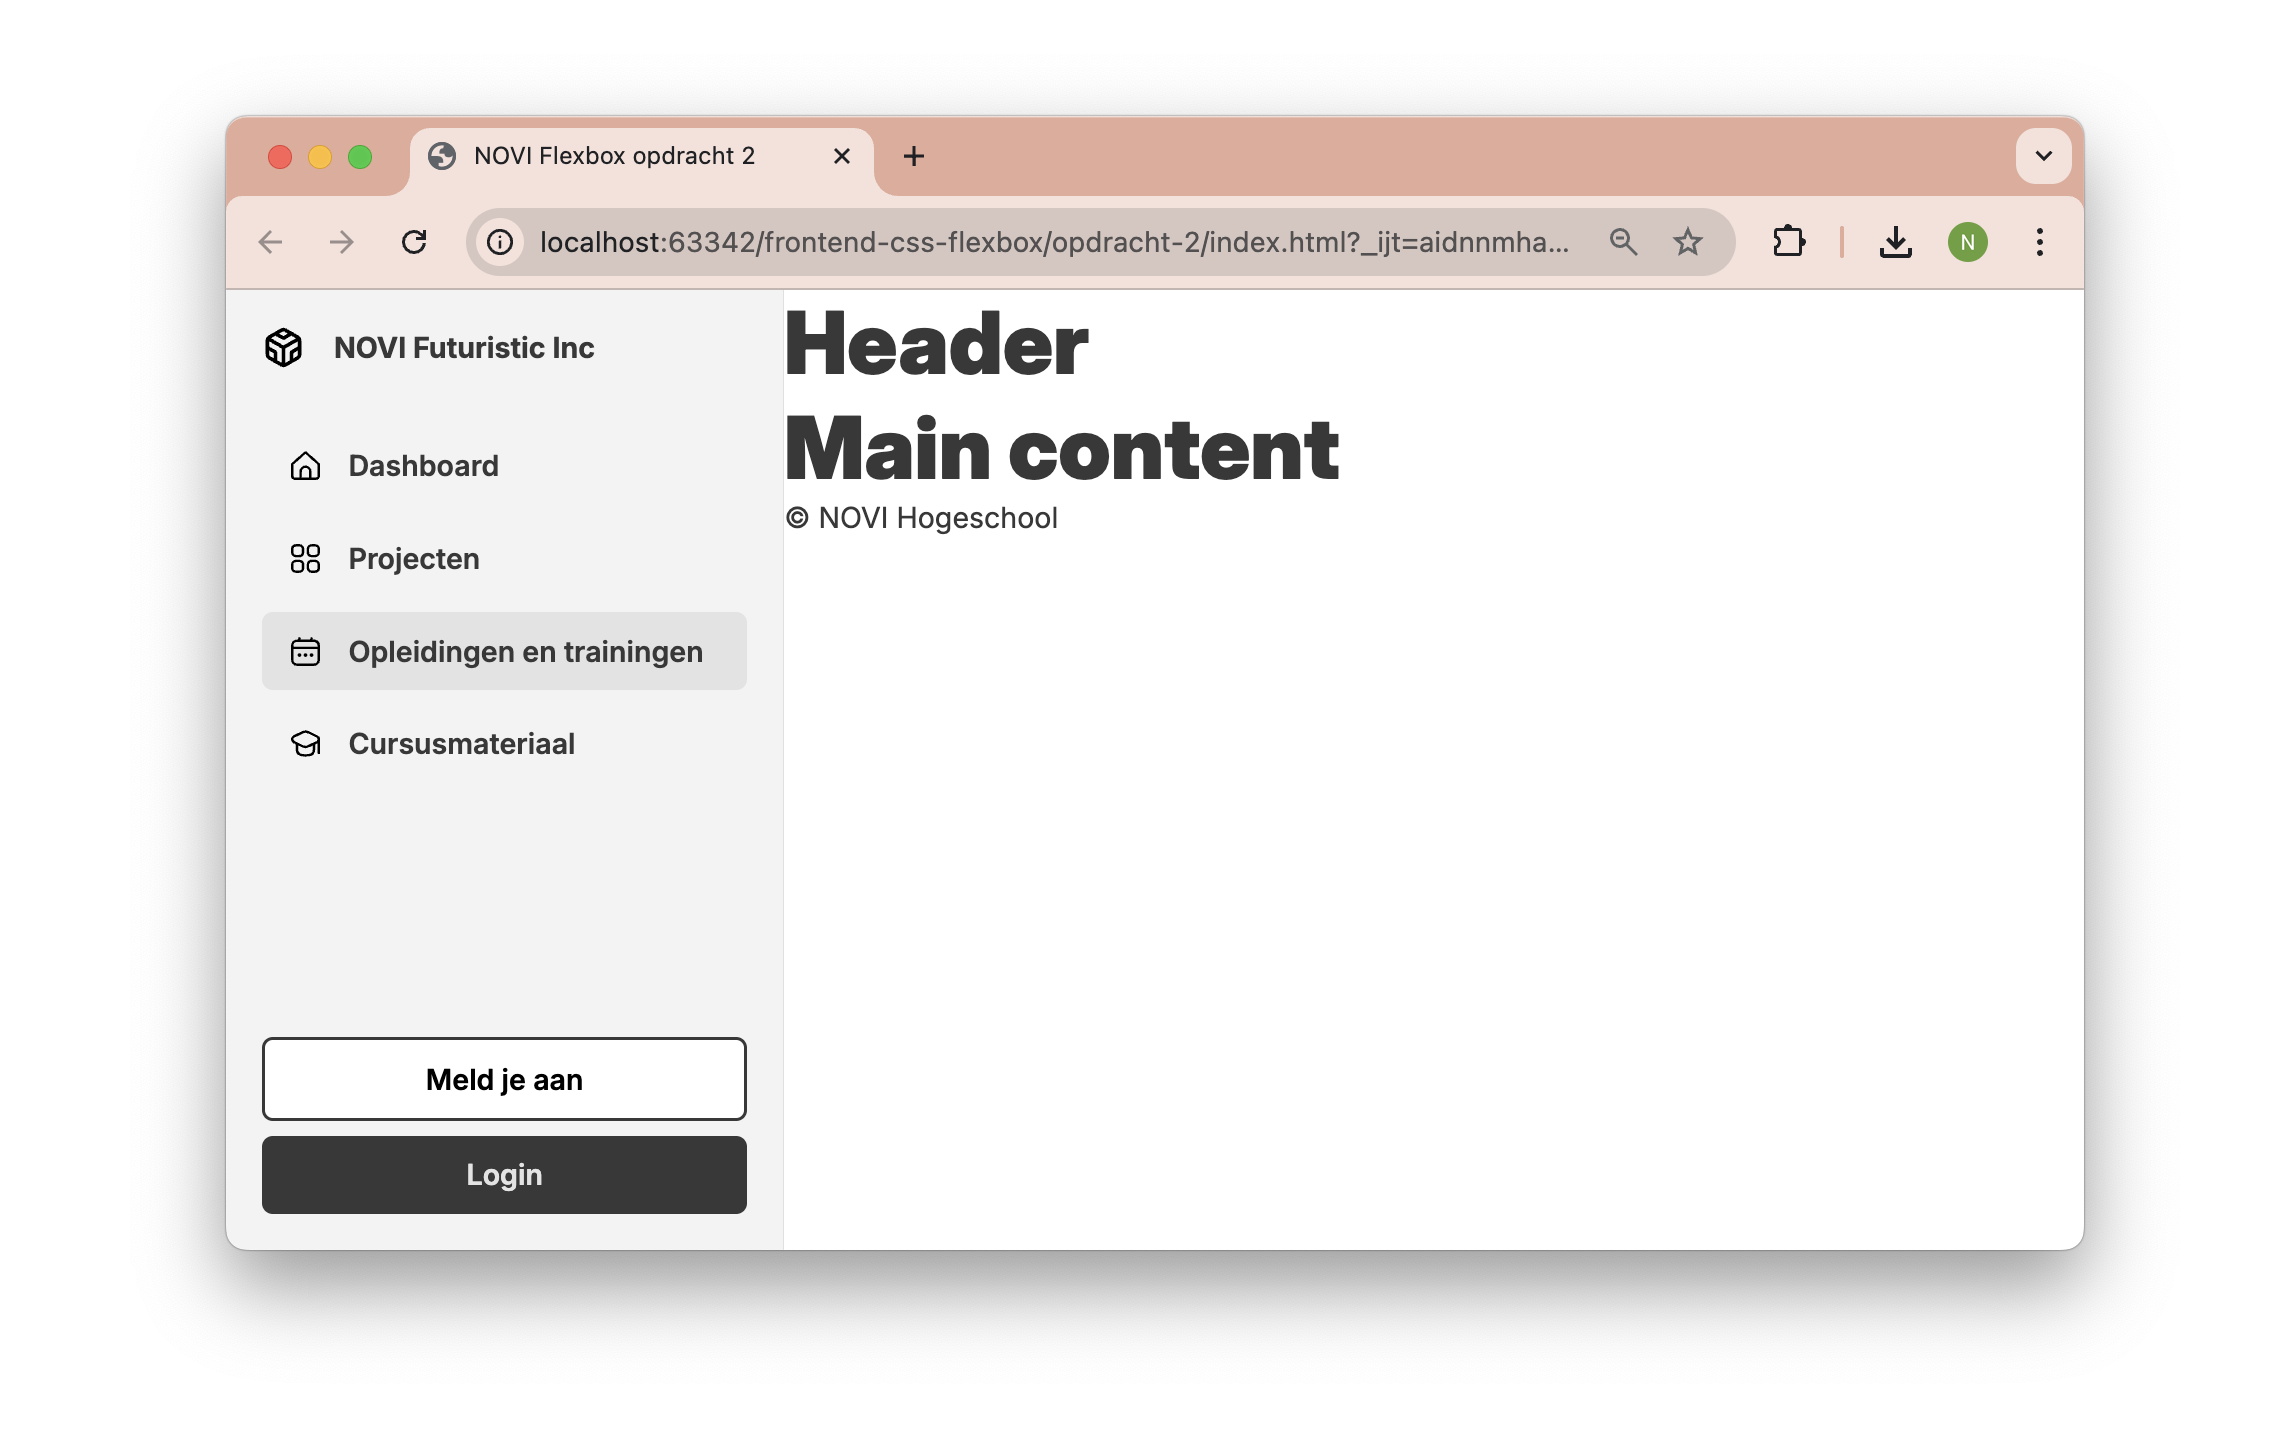 NOVI Flexbox opdracht 2
localhost:63342/frontend-css-flexbox/opdracht-2/index.html?_ijt=aidnnmha...
N
NOVI Futuristic Inc
Dashboard
Projecten
Opleidingen en trainingen
Cursusmateriaal
Meld je aan
Login
Header
Main content
© NOVI Hogeschool